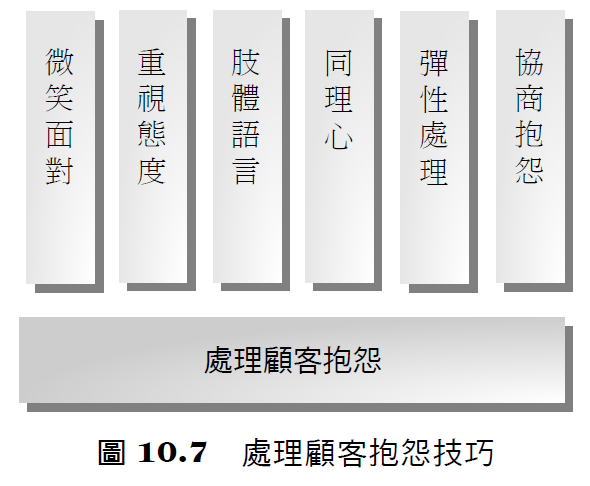 微笑面對
重視態度
肢體語言
同理心
彈性處理
協商抱怨
處理顧客抱怨
圖 10.7 處理顧客抱怨技巧